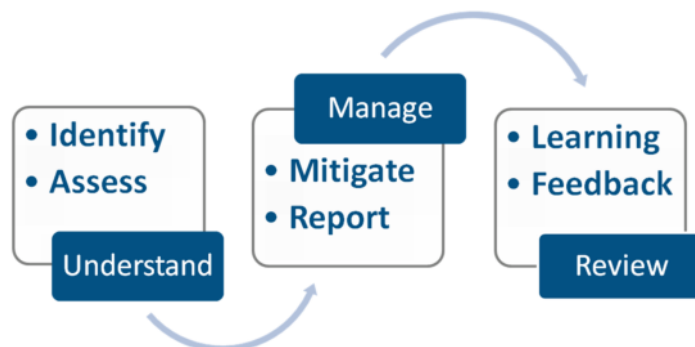 • Identify
• Assess
Understand
Manage
• Mitigate
• Report
• Learning
• Feedback
Review